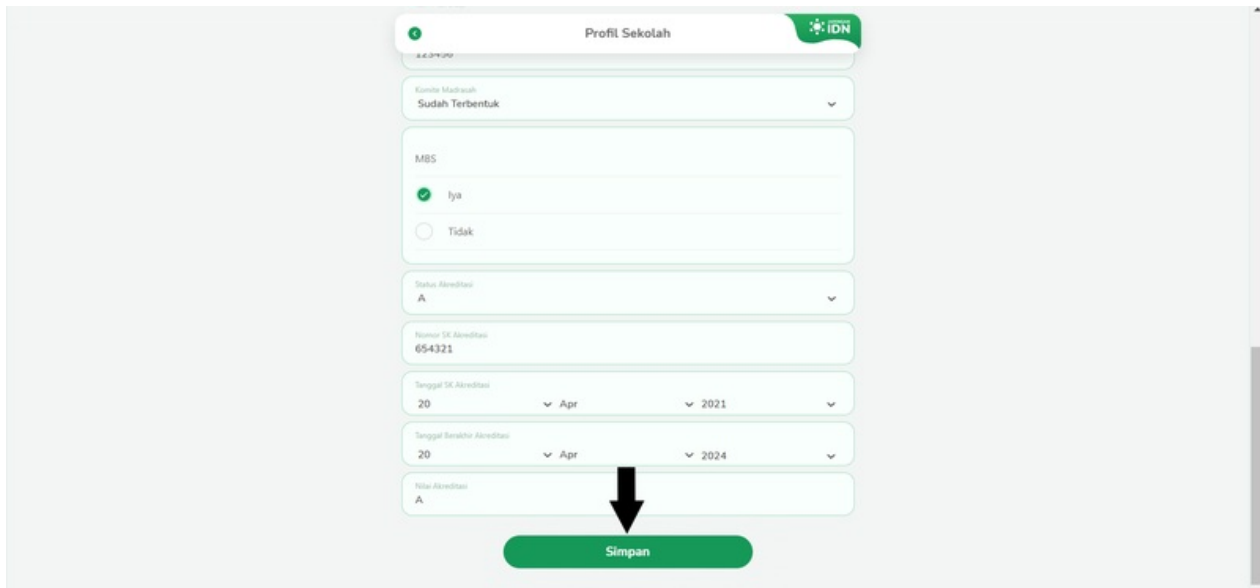 Profil Sekolah
IDN
123456
Komite Madrasah
Sudah Terbentuk
MBS
Iya
Tidak
Status Akreditasi
A
Nomor SK Akreditasi
654321
Tanggal SK Akreditasi
20 Apr 2021
Tanggal Berakhir Akreditasi
20 Apr 2024
Nilai Akreditasi
A
Simpan